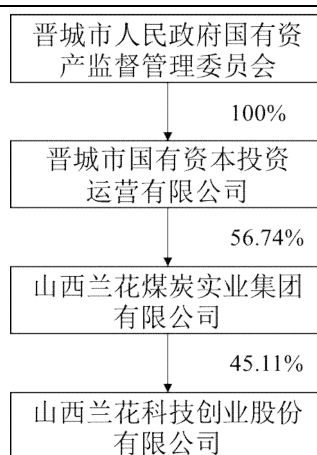 晋城市人民政府国有资
产监督管理委员会
100%
晋城市国有资本投资
运营有限公司
56.74%
山西兰花煤炭实业集团
有限公司
45.11%
山西兰花科技创业股份
有限公司